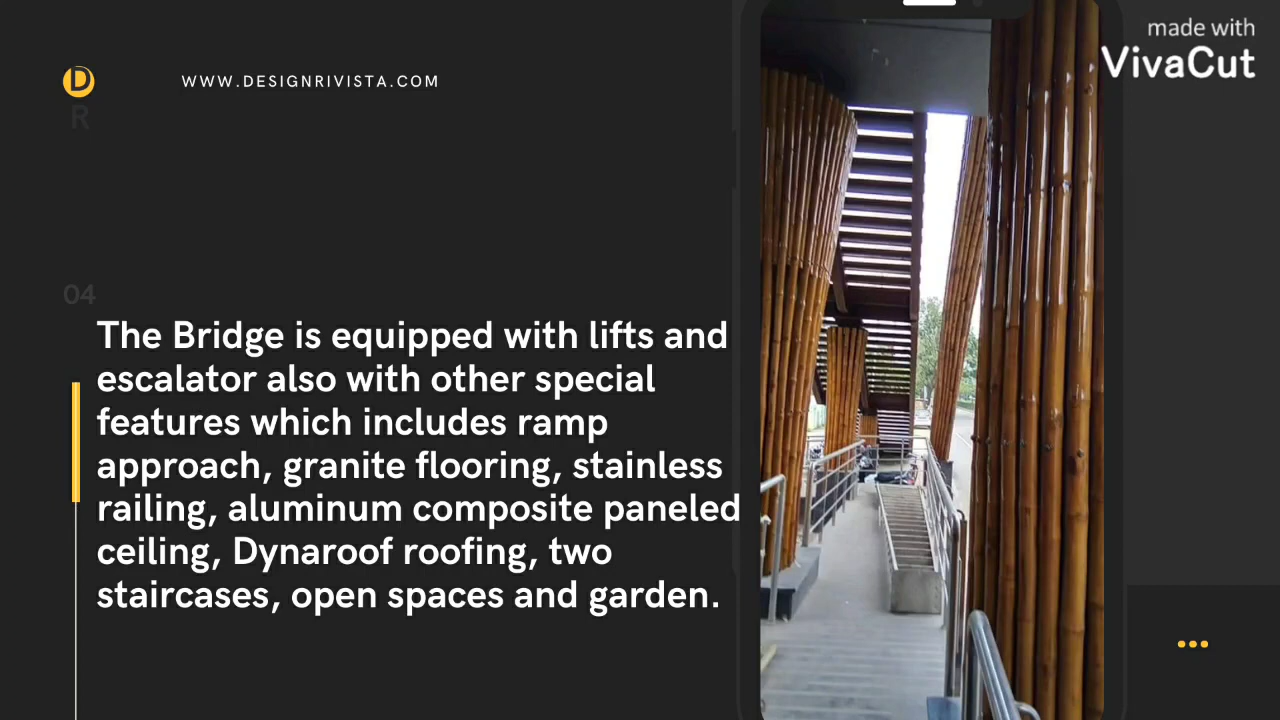 made with
VivaCut
D
WWW.DESIGNRIVISTA.COM
R
04
The Bridge is equipped with lifts and
escalator also with other special
features which includes ramp
approach, granite flooring, stainless
railing, aluminum composite paneled
ceiling, Dynaroof roofing, two
staircases, open spaces and garden.